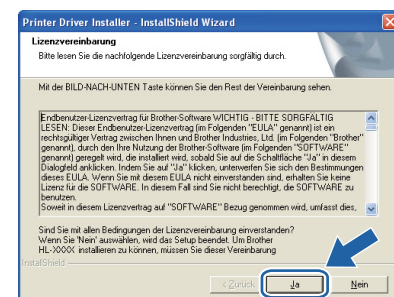 Printer Driver Installer - InstallShield Wizard
Lizenzvereinbarung
Bitte lesen Sie die nachfolgende Lizenzvereinbarung sorgfältig durch.
Mit der BILD-NACH-UNTEN Taste können Sie den Rest der Vereinbarung sehen.
Endbenutzer-Lizenzvertrag für Brother-Software WICHTIG - BITTE SORGFÄLTIG
LESEN: Dieser Endbenutzer-Lizenzvertrag (im Folgenden "EULA" genannt) ist ein
rechtsgültiger Vertrag zwischen Ihnen und Brother Industries, Ltd. (im Folgenden "Brother"
genannt), durch den Ihre Nutzung der Brother-Software (im Folgenden "SOFTWARE"
genannt) geregelt wird, die installiert wird, sobald Sie auf die Schaltfläche "Ja" in diesem
Dialogfeld anklicken. Indem Sie auf "Ja" klicken, unterwerfen Sie sich den Bestimmungen
dieses EULA. Wenn Sie mit diesem EULA nicht einverstanden sind, erhalten Sie keine
Lizenz für die SOFTWARE. In diesem Fall sind Sie nicht berechtigt, die SOFTWARE zu
benutzen.
Soweit in diesem Lizenzvertrag auf "SOFTWARE" Bezug genommen wird, umfasst dies,
Sind Sie mit allen Bedingungen der Lizenzvereinbarung einverstanden?
Wenn Sie 'Nein' auswählen, wird das Setup beendet. Um Brother
HL-XXXX installieren zu können, müssen Sie dieser Vereinbarung
InstallShield
< Zurück
Ja
Nein